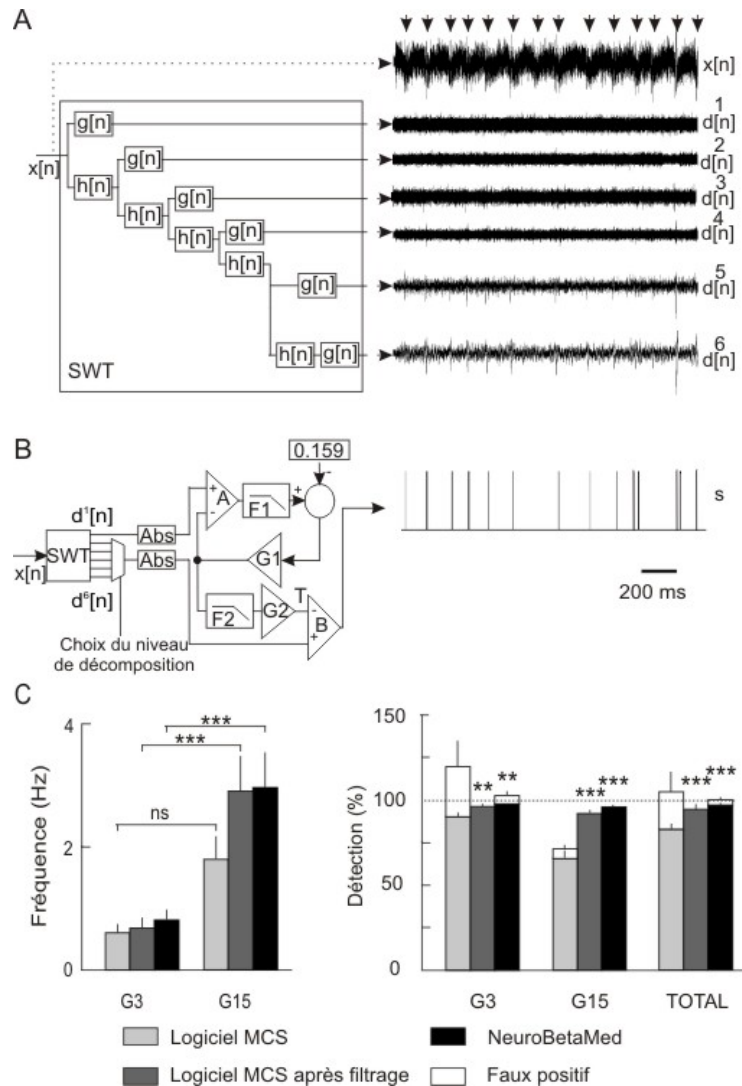 A
x[n]
g[n]
1
d[n]
x[n]
g[n]
2
d[n]
h[n]
g[n]
3
d[n]
h[n]
g[n]
4
d[n]
h[n]
h[n]
g[n]
5
d[n]
h[n]
g[n]
6
d[n]
SWT
B
0.159
d¹[n]
Abs
+
-
A
F1
+
-
SWT
x[n]
Abs
G1
d⁶[n]
F2
G2
T
-
+
B
s
200 ms
Choix du niveau
de décomposition
C
Fréquence (Hz)
4
2
0
ns
***
***
G3
G15
Détection (%)
150
100
50
0
**
**
***
***
***
***
G3
G15
TOTAL
Logiciel MCS
NeuroBetaMed
Logiciel MCS après filtrage
Faux positif